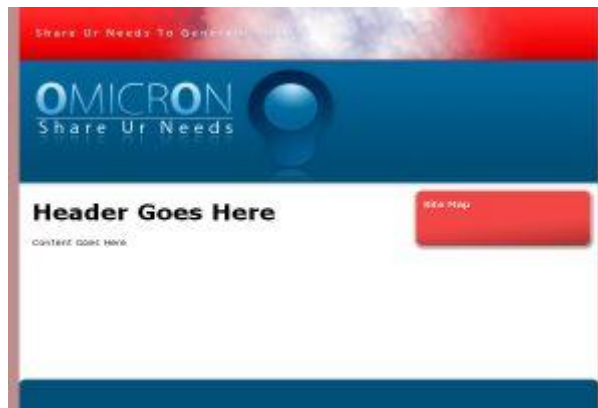 Share Ur Needs To
OMICRON
Share Ur Needs
Header Goes Here
Site Map
Content Goes Here